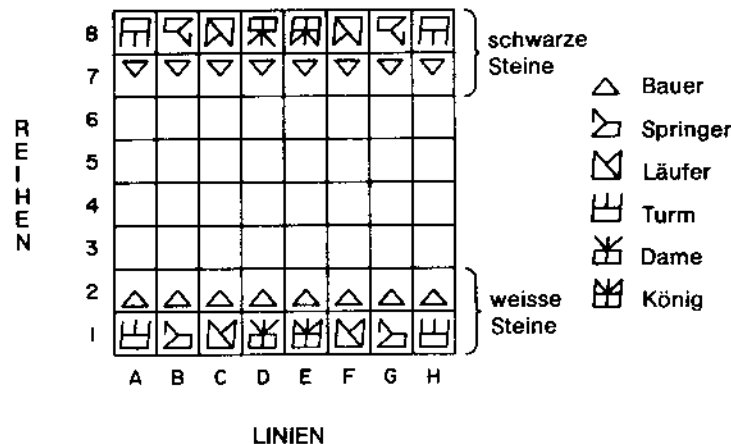 8
7
6
5
4
3
2
1
REIHEN
A B C D E F G H
LINIEN
schwarze
Steine
weisse
Steine
Bauer
Springer
Läufer
Turm
Dame
König